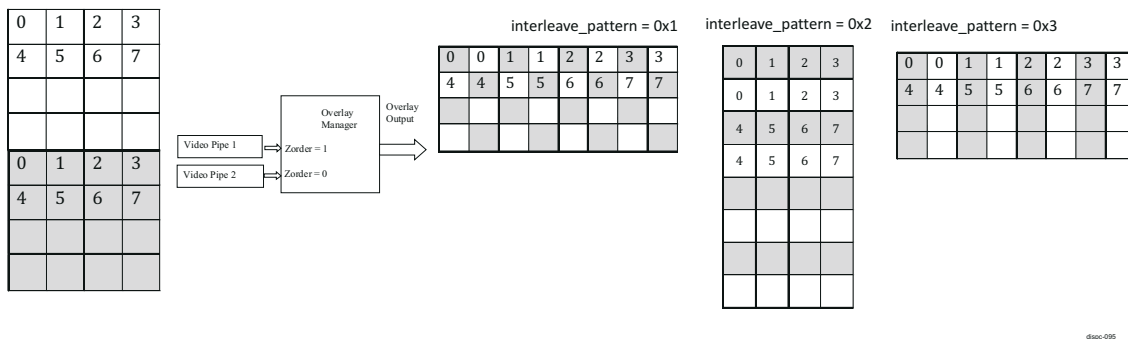 0 1 2 3
4 5 6 7
0 1 2 3
4 5 6 7
Video Pipe 1
Video Pipe 2
Overlay
Manager
Zorder = 1
Zorder = 0
Overlay
Output
interleave_pattern = 0x1
0 0 1 1 2 2 3 3
4 4 5 5 6 6 7 7
interleave_pattern = 0x2
0 1 2 3
0 1 2 3
4 5 6 7
4 5 6 7
interleave_pattern = 0x3
0 0 1 1 2 2 3 3
4 4 5 5 6 6 7 7
disoc-095